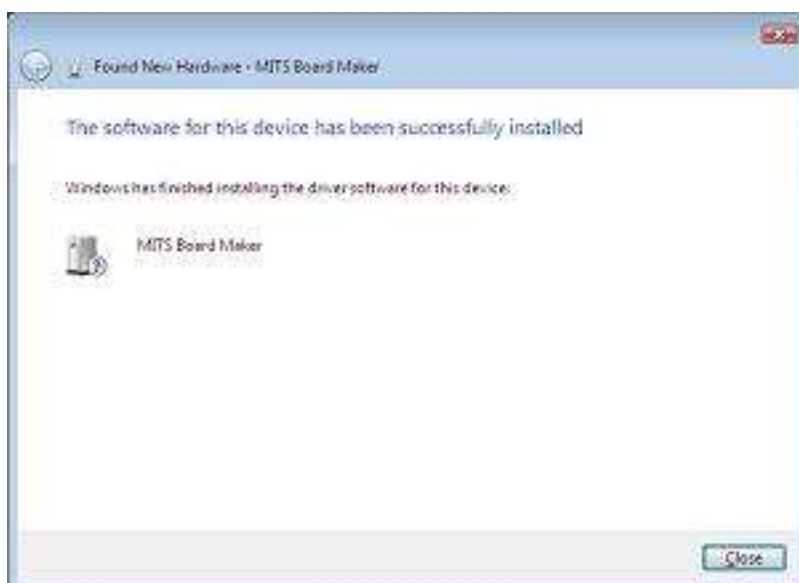 Found New Hardware - MITS Board Maker
The software for this device has been successfully installed
Windows has finished installing the driver software for this device:
MITS Board Maker
Close